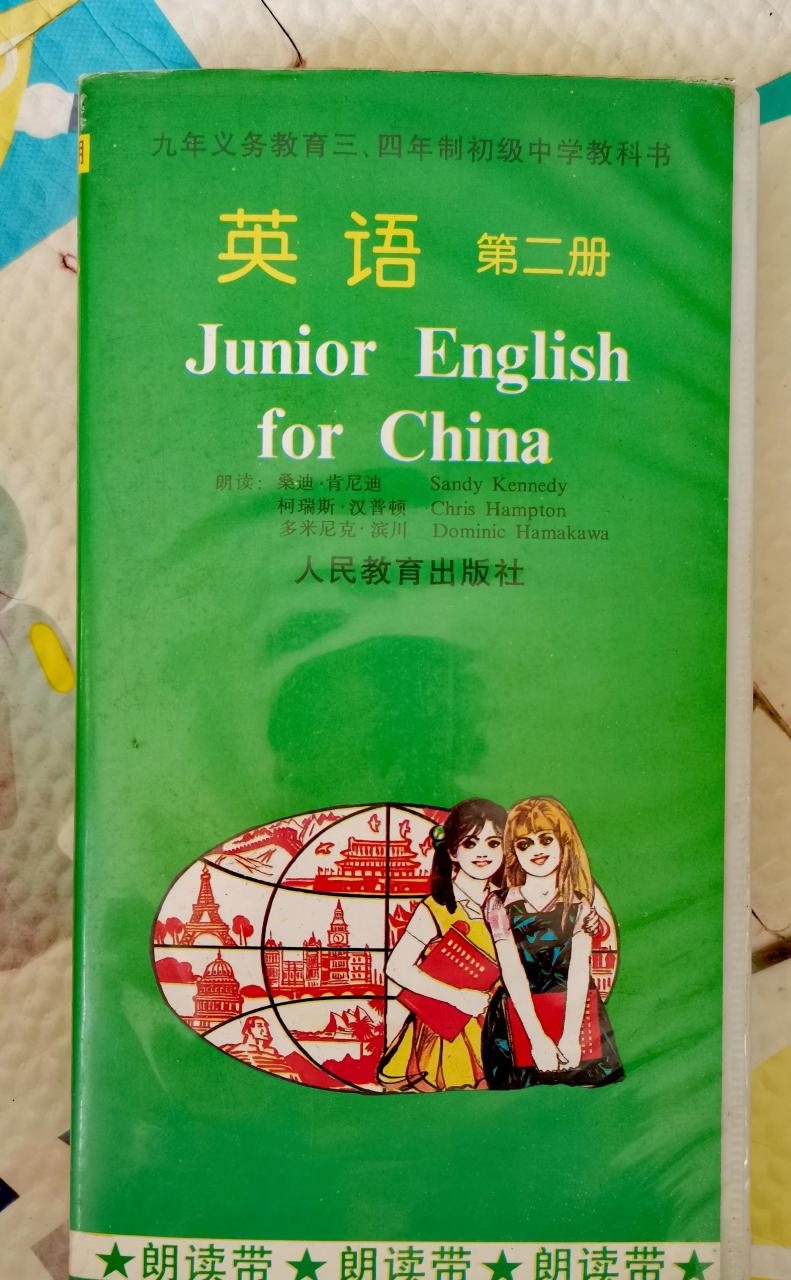 九年义务教育三、四年制初级中学教科书
英语 第二册
Junior English
for China
朗读：桑迪·肯尼迪 Sandy Kennedy
柯瑞斯·汉普顿 Chris Hampton
多米尼克·滨川 Dominic Hamakawa
人民教育出版社
★朗读带★朗读带★朗读带★